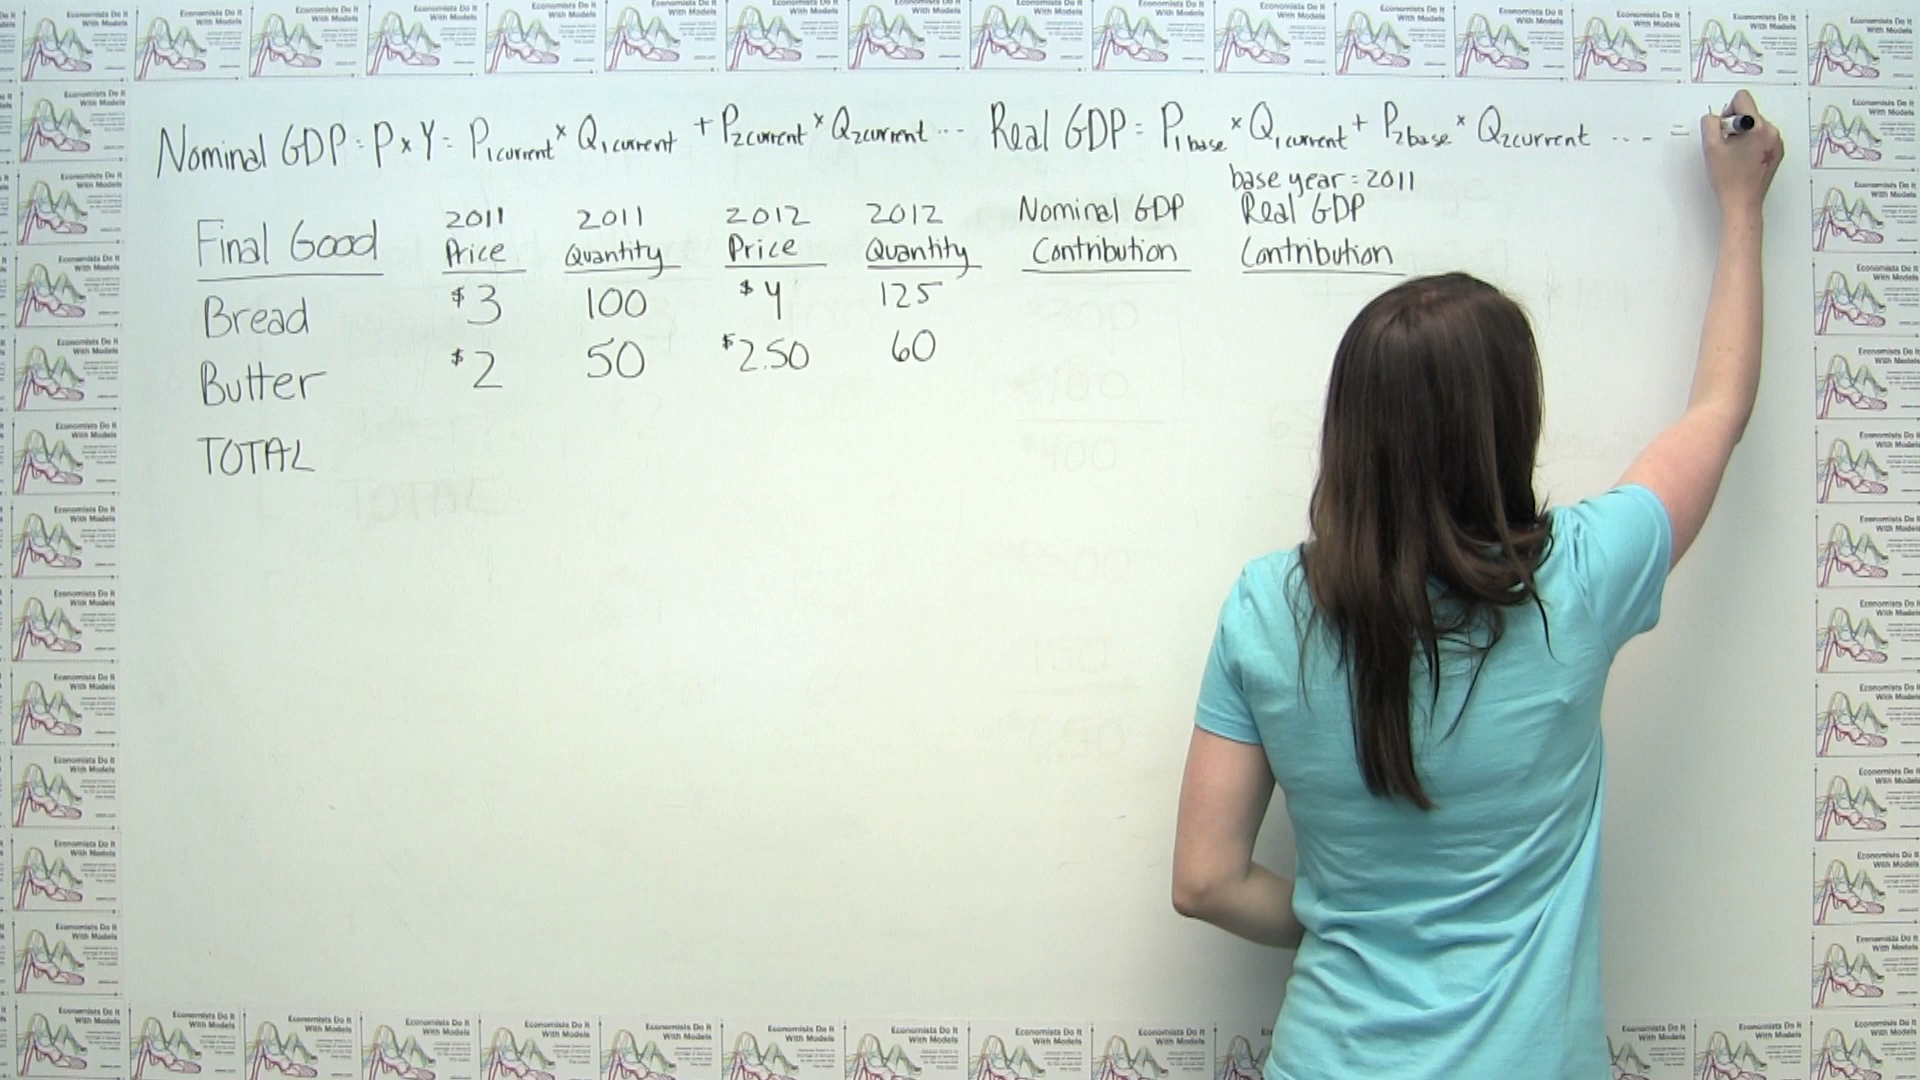 Nominal GDP = P × Y = P1current × Q1current + P2current × Q2current ... Real GDP = P1base × Q1current + P2base × Q2current .... =
base year = 2011
Final Good 2011 Price 2011 Quantity 2012 Price 2012 Quantity Nominal GDP Contribution Real GDP Contribution
Bread $3 100 $4 125
Butter $2 50 $2.50 60
TOTAL
Economists Do It
With Models